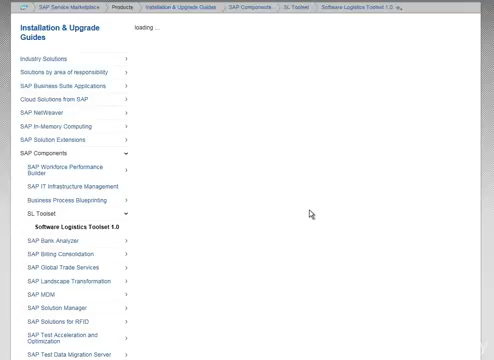 SAP Service Marketplace
Products
Installation & Upgrade Guides
SAP Components
SL Toolset
Software Logistics Toolset 1.0
Installation & Upgrade
Guides
loading ...
Industry Solutions
Solutions by area of responsibility
SAP Business Suite Applications
Cloud Solutions from SAP
SAP NetWeaver
SAP In-Memory Computing
SAP Solution Extensions
SAP Components
SAP Workforce Performance
Builder
SAP IT Infrastructure Management
Business Process Blueprinting
SL Toolset
Software Logistics Toolset 1.0
SAP Bank Analyzer
SAP Billing Consolidation
SAP Global Trade Services
SAP Landscape Transformation
SAP MDM
SAP Solution Manager
SAP Solutions for RFID
SAP Test Acceleration and
Optimization
SAP Test Data Migration Server